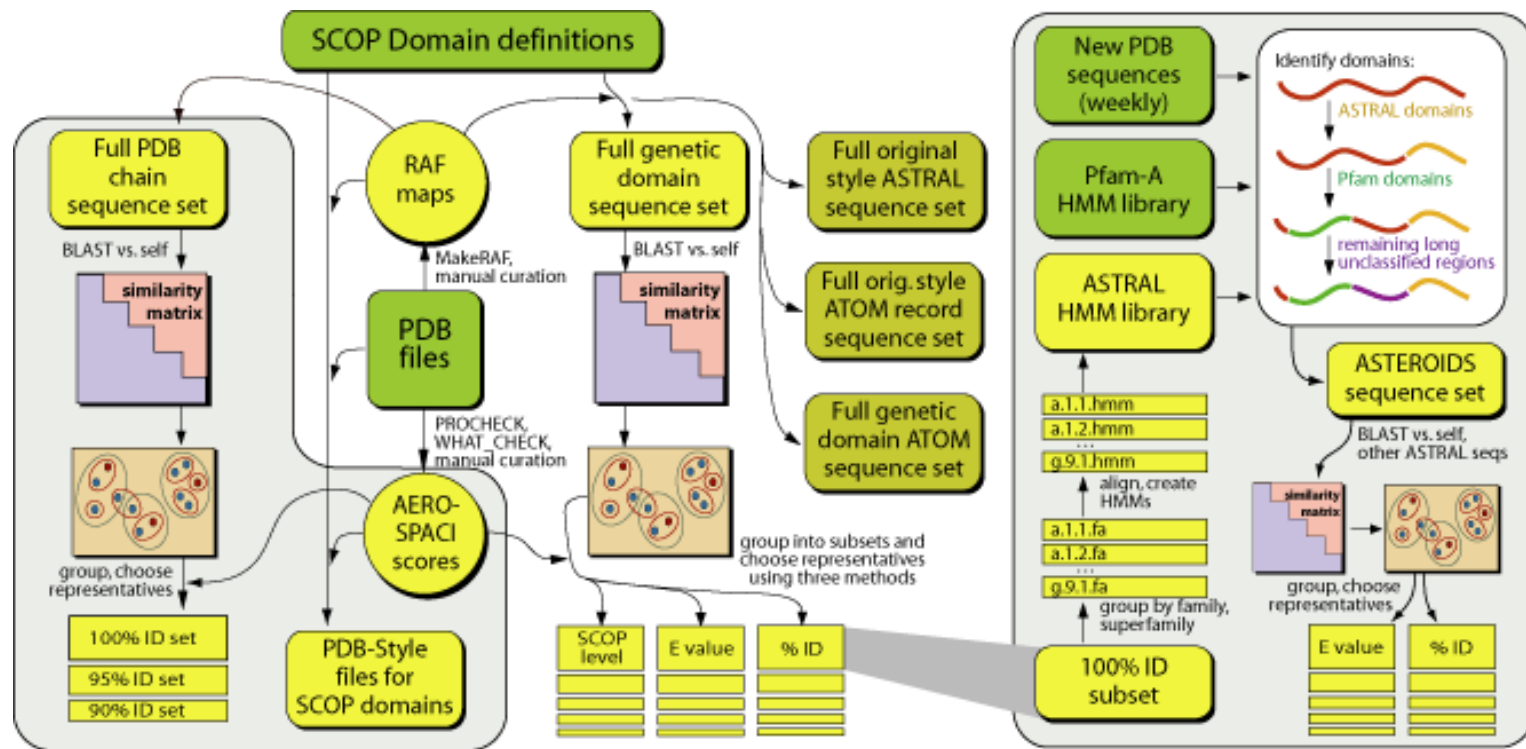 SCOP Domain definitions
Full PDB
chain
sequence set
BLAST vs. self
similarity
matrix
group, choose
representatives
100% ID set
95% ID set
90% ID set
RAF
maps
MakeRAF,
manual curation
PDB
files
PROCHECK,
WHAT_CHECK,
manual curation
AERO-
SPACI
scores
PDB-Style
files for
SCOP domains
Full genetic
domain
sequence set
BLAST vs. self
similarity
matrix
group into subsets and
choose representatives
using three methods
SCOP
level
E value
% ID
Full original
style ASTRAL
sequence set
Full orig. style
ATOM record
sequence set
Full genetic
domain ATOM
sequence set
New PDB
sequences
(weekly)
Pfam-A
HMM library
ASTRAL
HMM library
a.1.1.hmm
a.1.2.hmm
...
g.9.1.hmm
align, create
HMMs
a.1.1.fa
a.1.2.fa
...
g.9.1.fa
group by family,
superfamily
100% ID
subset
Identify domains:
ASTRAL domains
Pfam domains
remaining long
unclassified regions
ASTEROIDS
sequence set
BLAST vs. self,
other ASTRAL seqs
similarity
matrix
group, choose
representatives
E value
% ID